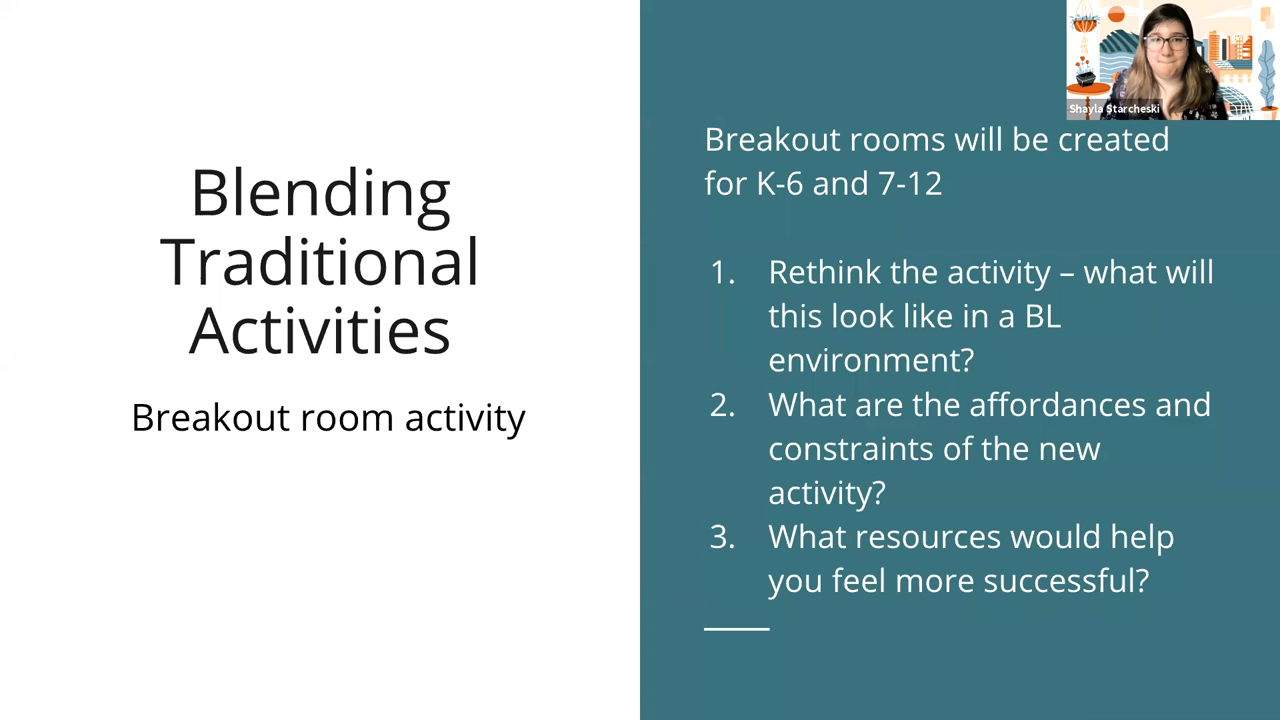 Blending
Traditional
Activities
Breakout room activity
Shayla Starcheski
Breakout rooms will be created
for K-6 and 7-12
1. Rethink the activity – what will
this look like in a BL
environment?
2. What are the affordances and
constraints of the new
activity?
3. What resources would help
you feel more successful?